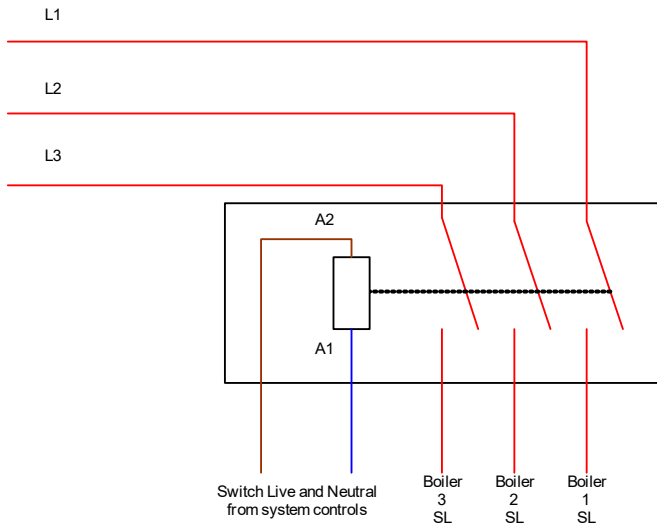 L1
L2
L3
A2
A1
Switch Live and Neutral
from system controls
Boiler
3
SL
Boiler
2
SL
Boiler
1
SL